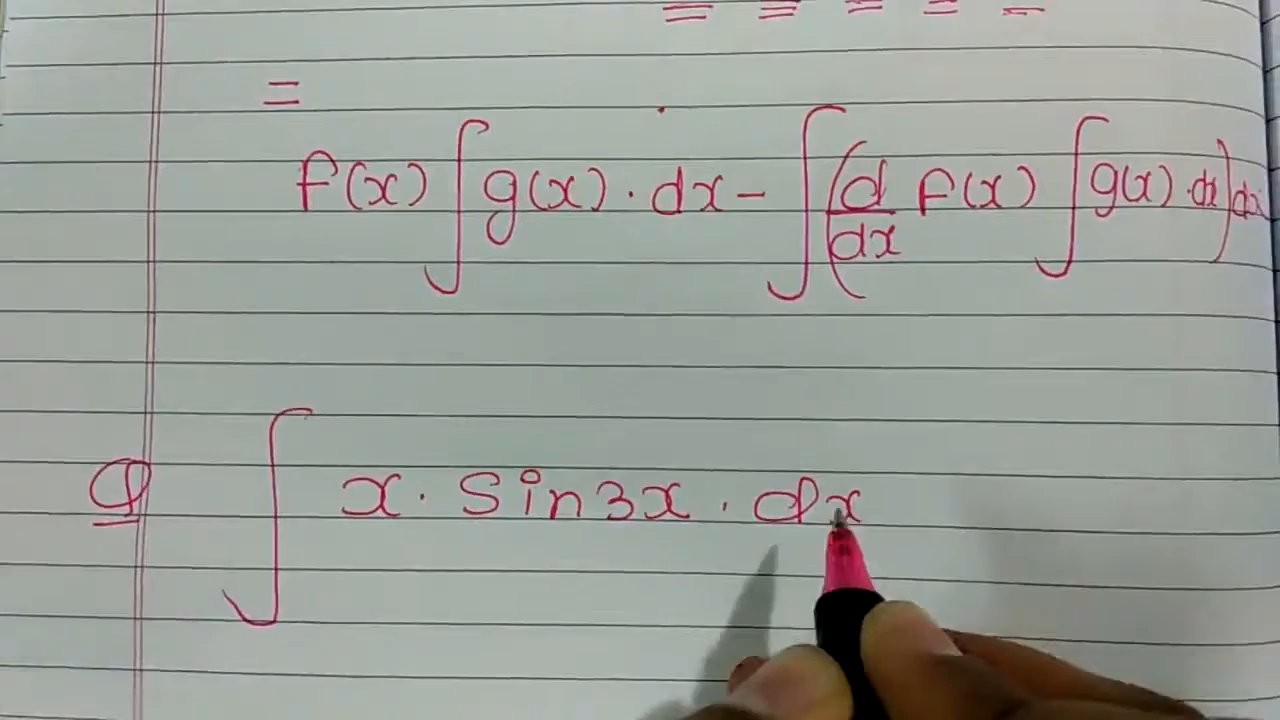 =
f(x) ∫ g(x) · dx - ∫ (d/dx f(x) ∫ g(x) · dx) dx
Q ∫ x · Sin3x · dx